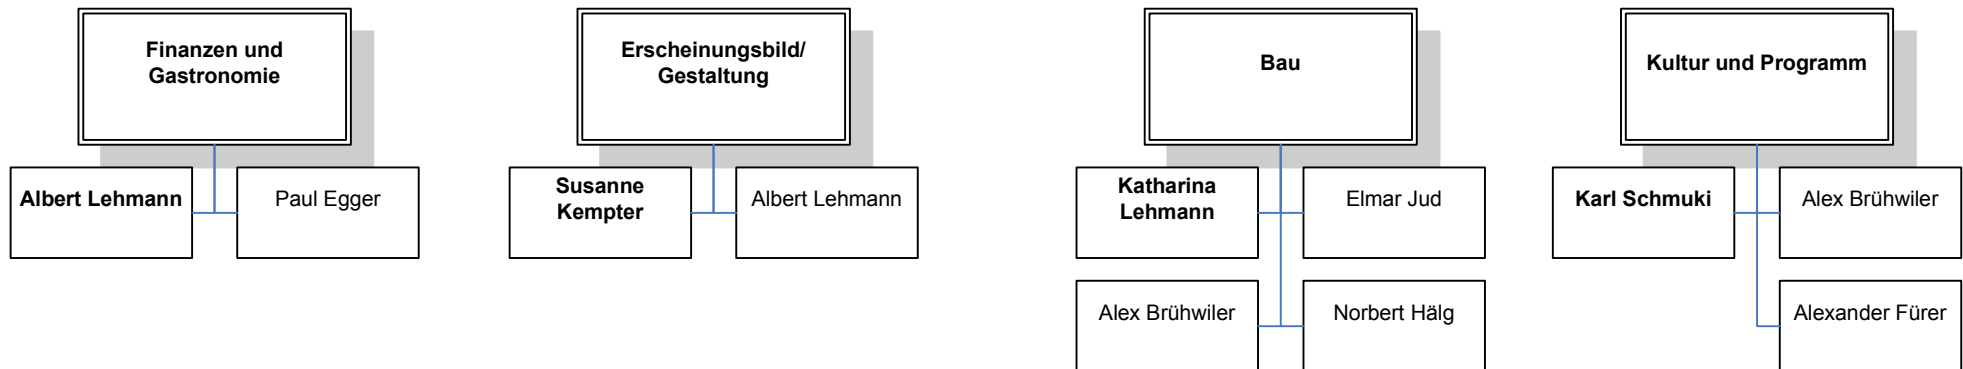 Finanzen und
Gastronomie
Albert Lehmann
Paul Egger
Erscheinungsbild/
Gestaltung
Susanne
Kempter
Albert Lehmann
Bau
Katharina
Lehmann
Elmar Jud
Alex Brühwiler
Norbert Hälg
Kultur und Programm
Karl Schmuki
Alex Brühwiler
Alexander Fürer